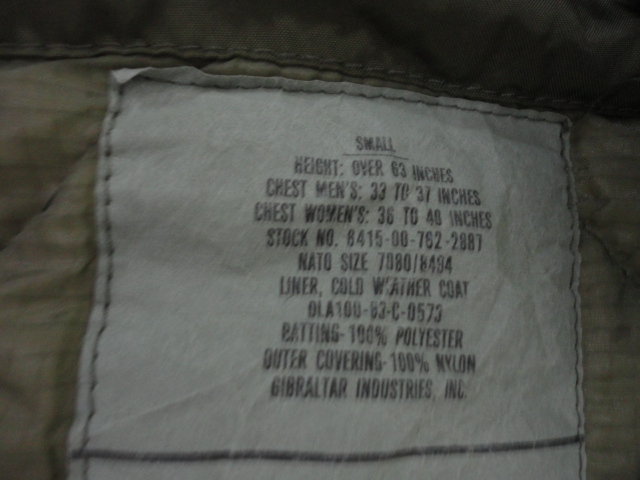 SMALL
HEIGHT: OVER 63 INCHES
CHEST MEN'S: 33 TO 37 INCHES
CHEST WOMEN'S: 36 TO 40 INCHES
STOCK NO. 8415-00-762-2887
NATO SIZE 7080/8494
LINER, COLD WEATHER COAT
DLA100-83-C-0573
BATTING-100% POLYESTER
OUTER COVERING-100% NYLON
GIBRALTAR INDUSTRIES, INC.